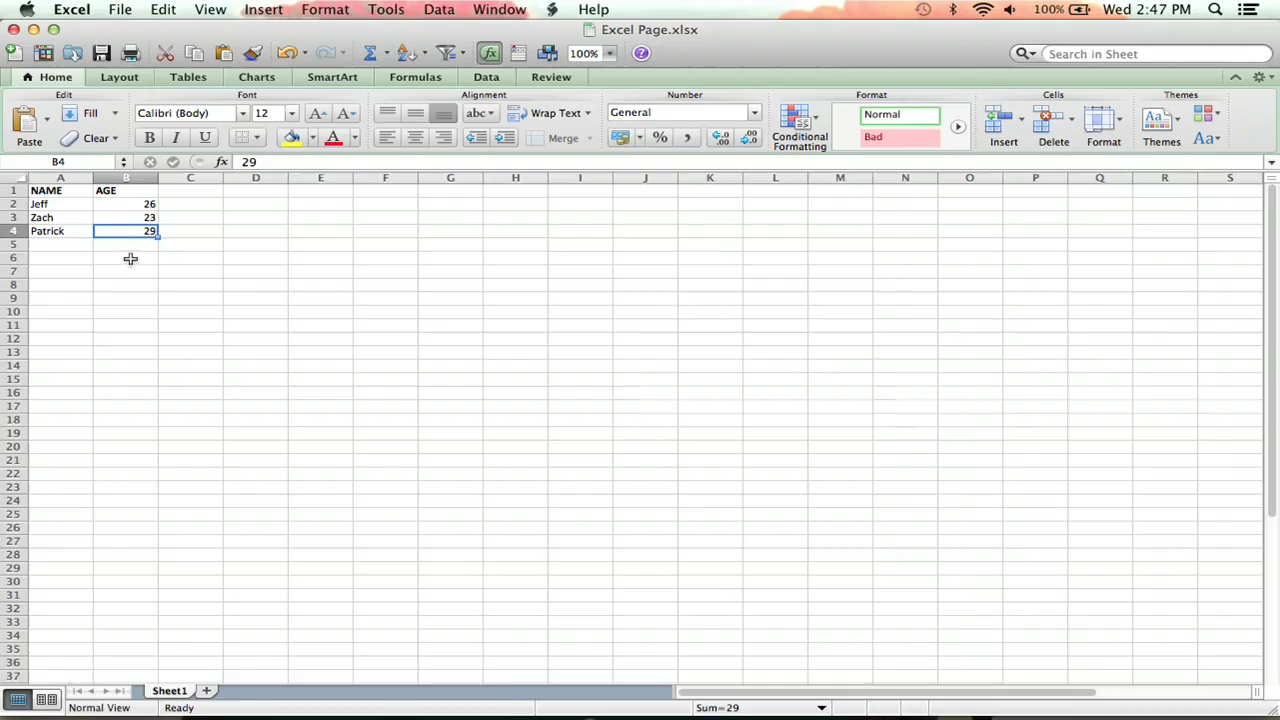 Excel File Edit View Insert Format Tools Data Window Help 100% Wed 2:47 PM
Excel Page.xlsx
100% Search in Sheet
Home Layout Tables Charts SmartArt Formulas Data Review
Edit Font Alignment Number Format Cells Themes
Fill Calibri (Body) 12 A A abc Wrap Text General Normal
Paste Clear B I U A Merge % , .0 .00 Conditional Formatting Bad Insert Delete Format Themes Aa
B4 fx 29
A B C D E F G H I J K L M N O P Q R S
1 NAME AGE
2 Jeff 26
3 Zach 23
4 Patrick 29
5
6
7
8
9
10
11
12
13
14
15
16
17
18
19
20
21
22
23
24
25
26
27
28
29
30
31
32
33
34
35
36
37
Sheet1
Normal View Ready Sum=29